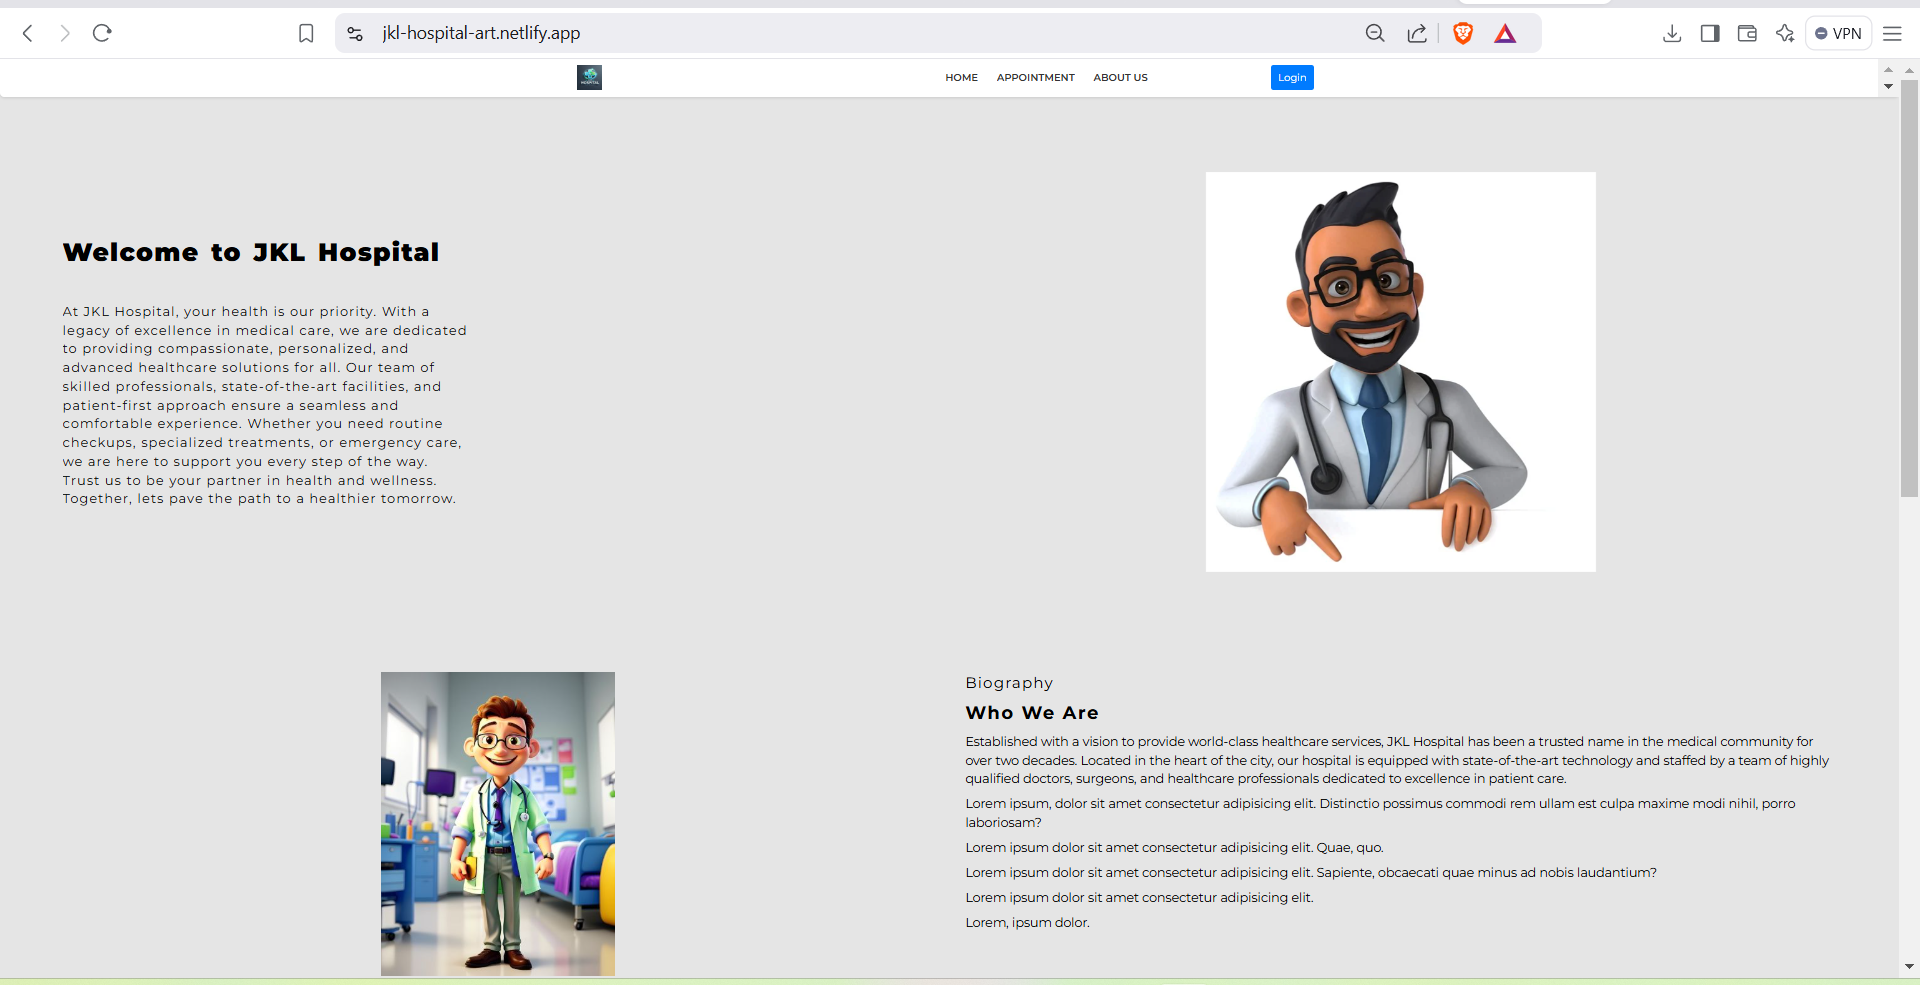 jkl-hospital-art.netlify.app
VPN
HOME
APPOINTMENT
ABOUT US
Login
Welcome to JKL Hospital
At JKL Hospital, your health is our priority. With a
legacy of excellence in medical care, we are dedicated
to providing compassionate, personalized, and
advanced healthcare solutions for all. Our team of
skilled professionals, state-of-the-art facilities, and
patient-first approach ensure a seamless and
comfortable experience. Whether you need routine
checkups, specialized treatments, or emergency care,
we are here to support you every step of the way.
Trust us to be your partner in health and wellness.
Together, lets pave the path to a healthier tomorrow.
Biography
Who We Are
Established with a vision to provide world-class healthcare services, JKL Hospital has been a trusted name in the medical community for
over two decades. Located in the heart of the city, our hospital is equipped with state-of-the-art technology and staffed by a team of highly
qualified doctors, surgeons, and healthcare professionals dedicated to excellence in patient care.
Lorem ipsum, dolor sit amet consectetur adipisicing elit. Distinctio possimus commodi rem ullam est culpa maxime modi nihil, porro
laboriosam?
Lorem ipsum dolor sit amet consectetur adipisicing elit. Quae, quo.
Lorem ipsum dolor sit amet consectetur adipisicing elit. Sapiente, obcaecati quae minus ad nobis laudantium?
Lorem ipsum dolor sit amet consectetur adipisicing elit.
Lorem, ipsum dolor.